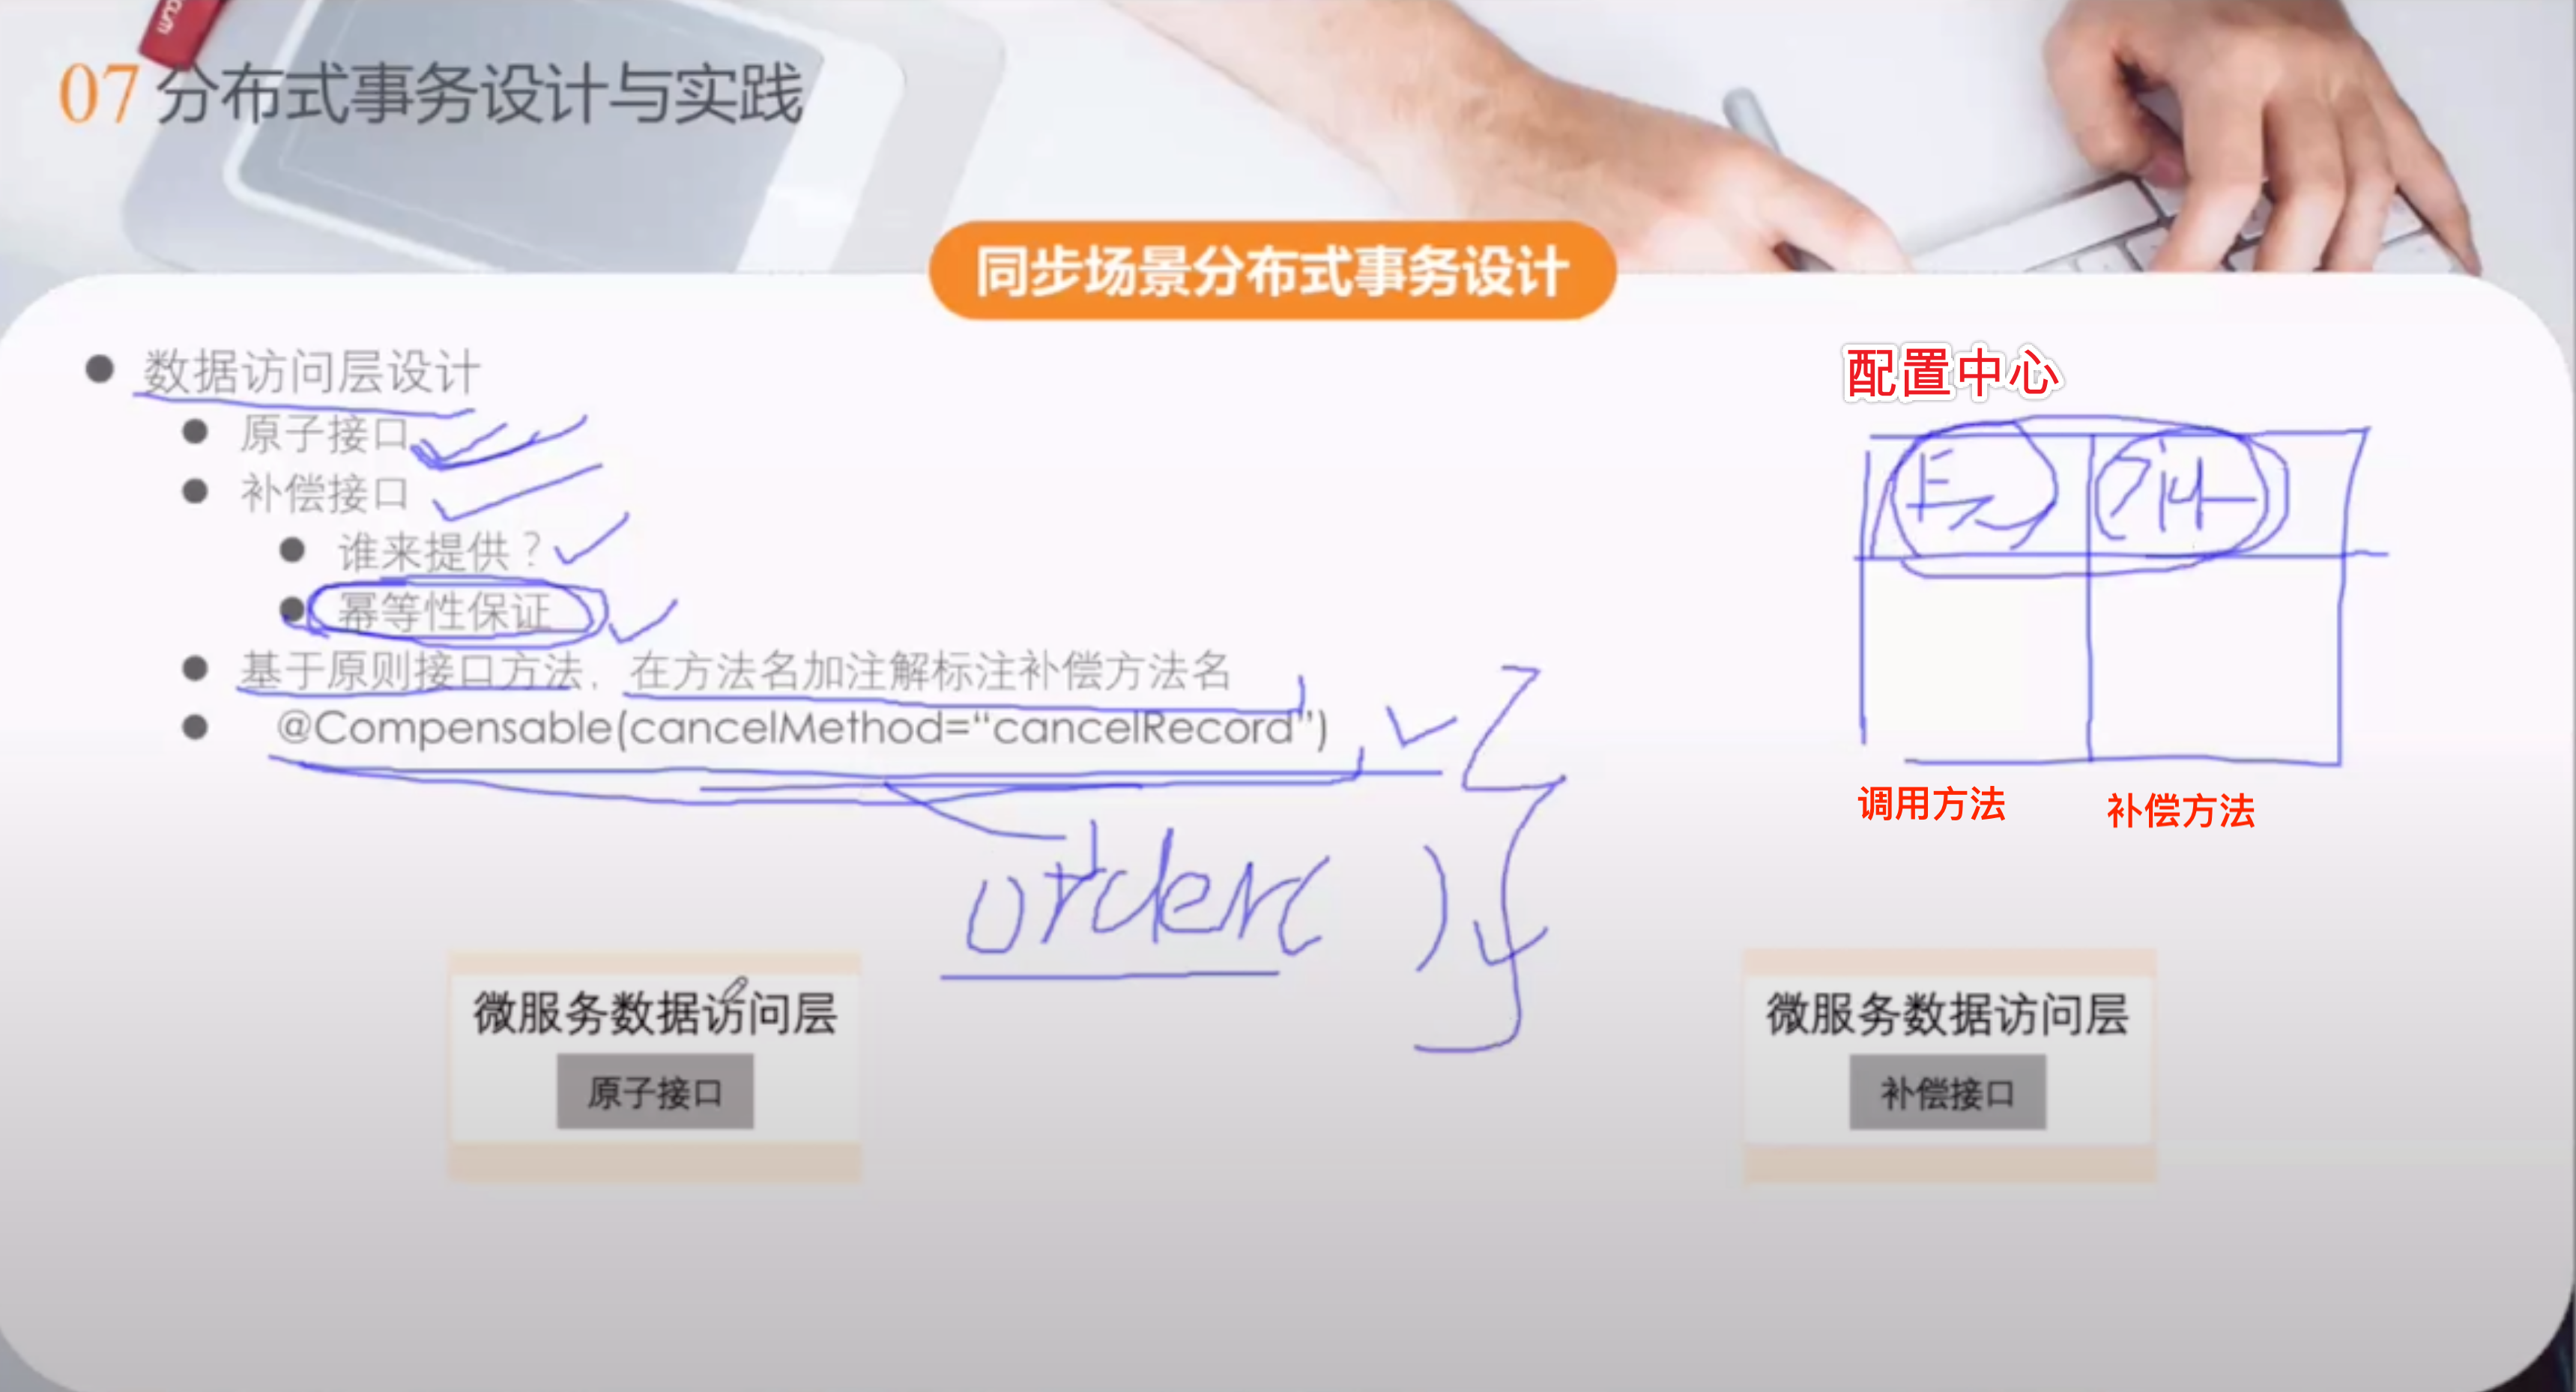 07 分布式事务设计与实践
同步场景分布式事务设计
数据访问层设计
原子接口
补偿接口
谁来提供？
幂等性保证
基于原则接口方法，在方法名加注解标注补偿方法名
@Compensable(cancelMethod=“cancelRecord”)
order( )
配置中心
调用方法
补偿方法
微服务数据访问层
原子接口
微服务数据访问层
补偿接口